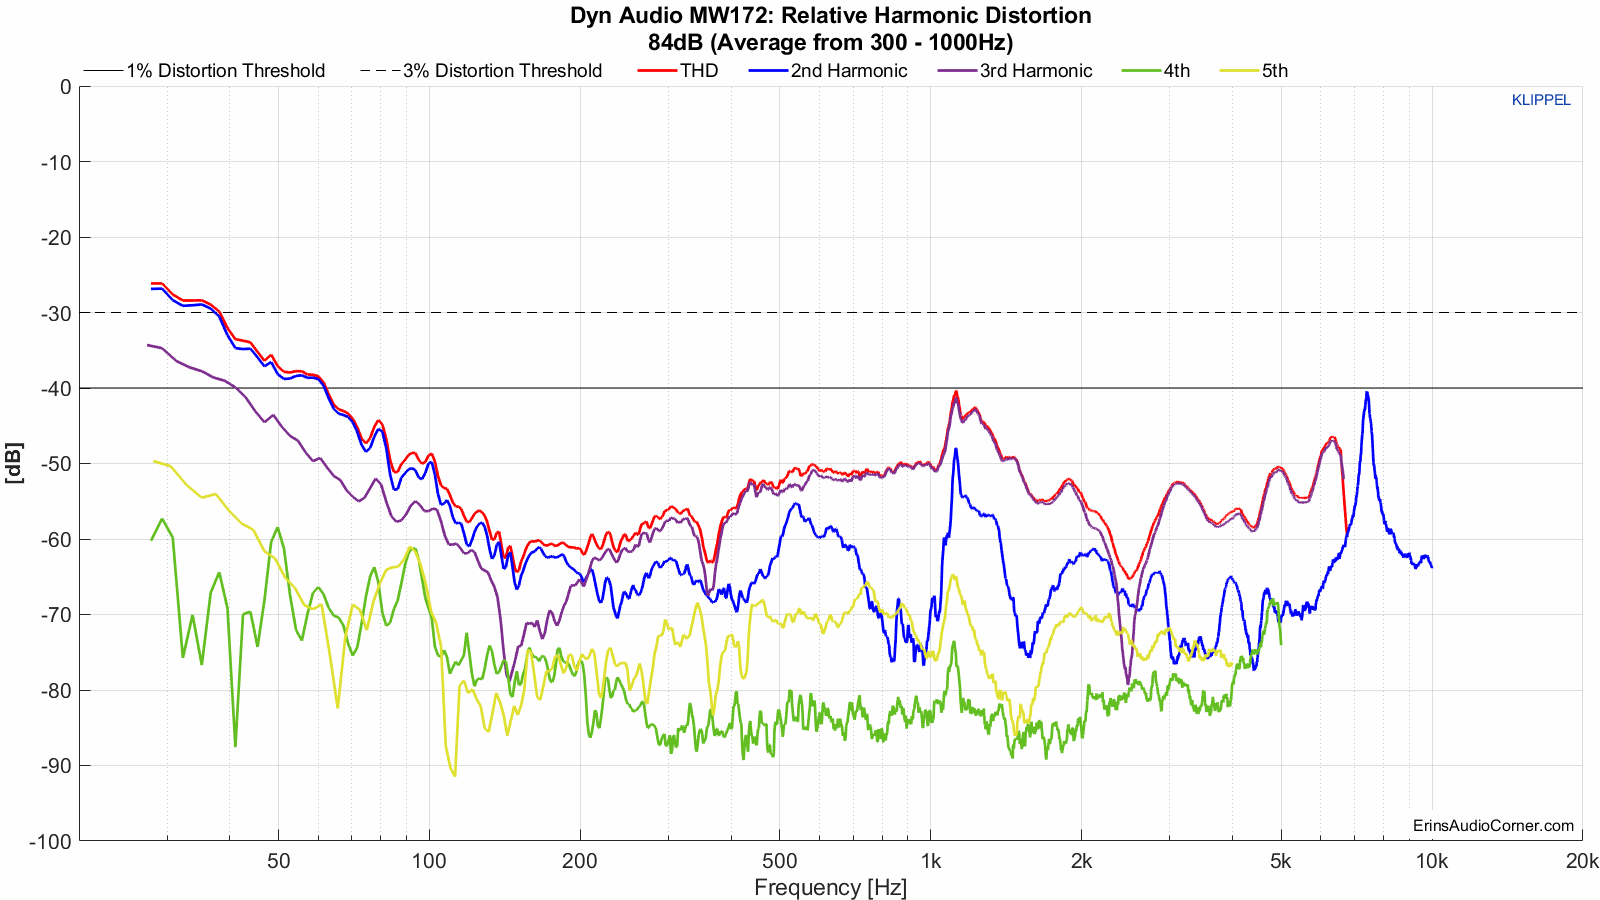 Dyn Audio MW172: Relative Harmonic Distortion
84dB (Average from 300 - 1000Hz)
1% Distortion Threshold 3% Distortion Threshold THD 2nd Harmonic 3rd Harmonic 4th 5th
KLIPPEL
0
-10
-20
-30
-40
-50
-60
-70
-80
-90
-100
[dB]
ErinsAudioCorner.com
50 100 200 500 1k 2k 5k 10k 20k
Frequency [Hz]